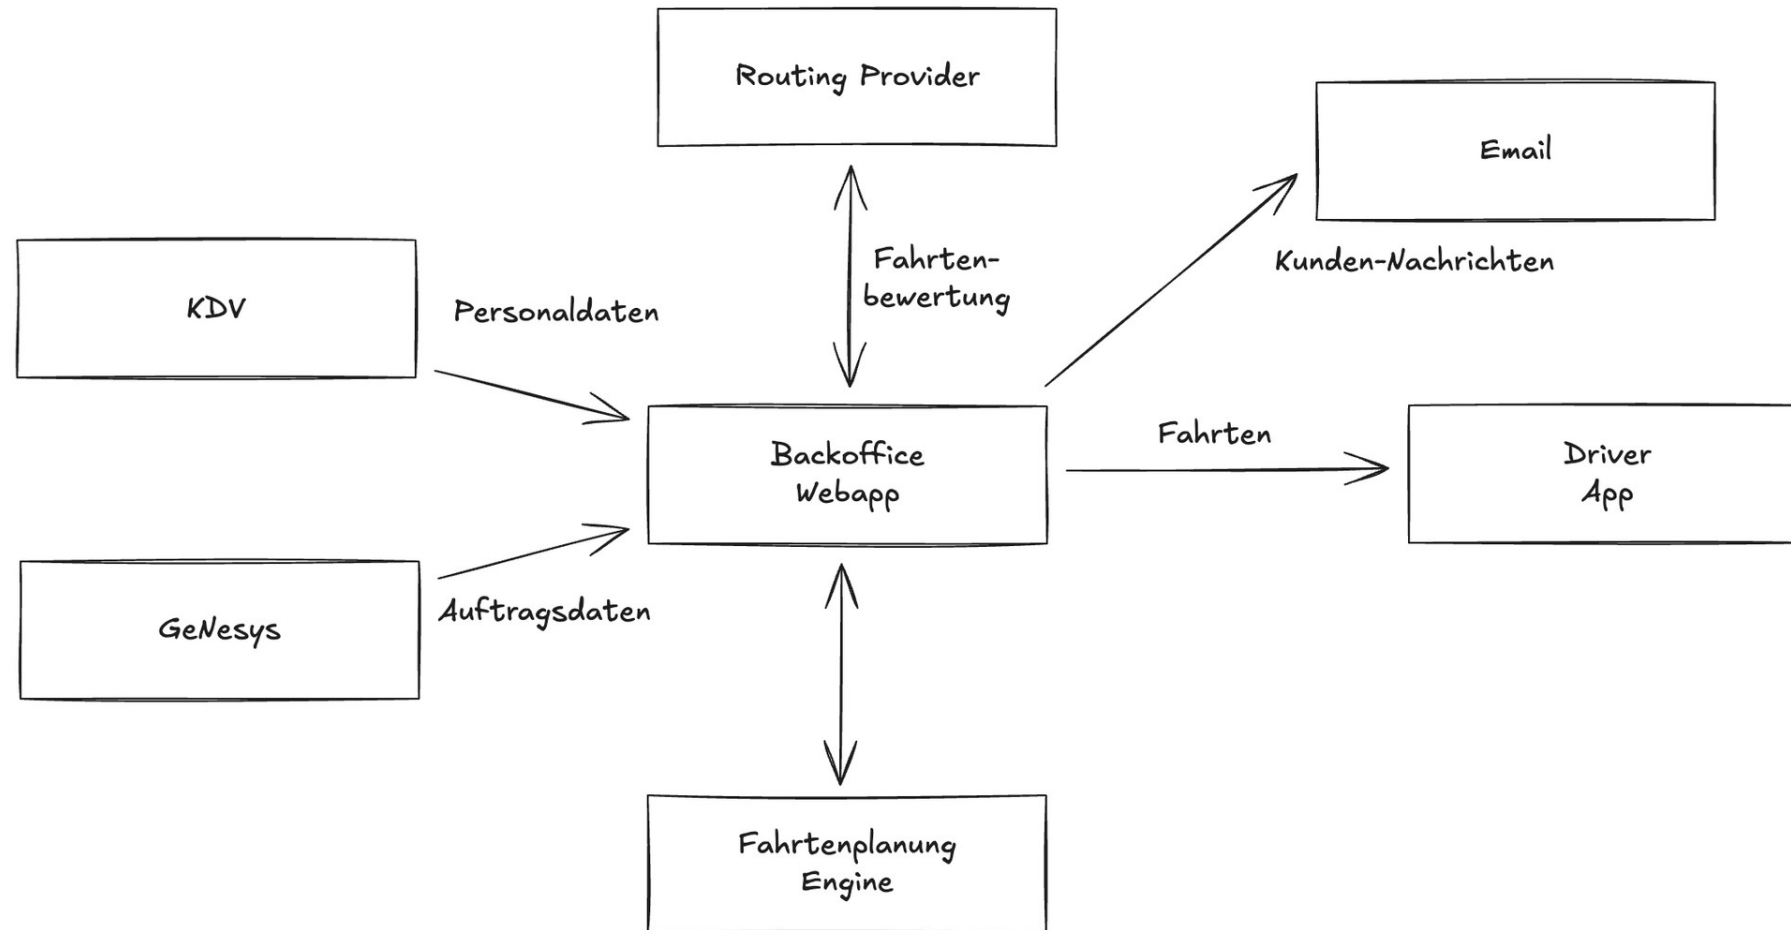 Routing Provider
Email
Fahrten-
bewertung
Kunden-Nachrichten
KDV
Personaldaten
Backoffice
Webapp
Fahrten
Driver
App
GeNesys
Auftragsdaten
Fahrtenplanung
Engine